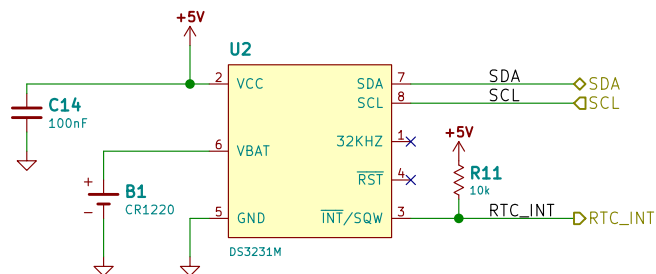 +5V
U2
C14
100nF
2
VCC
SDA
7
SDA
SDA
SCL
8
SCL
SCL
32KHZ
1
+5V
6
VBAT
RST
4
R11
10k
+
B1
CR1220
−
5
GND
INT/SQW
3
RTC_INT
RTC_INT
DS3231M